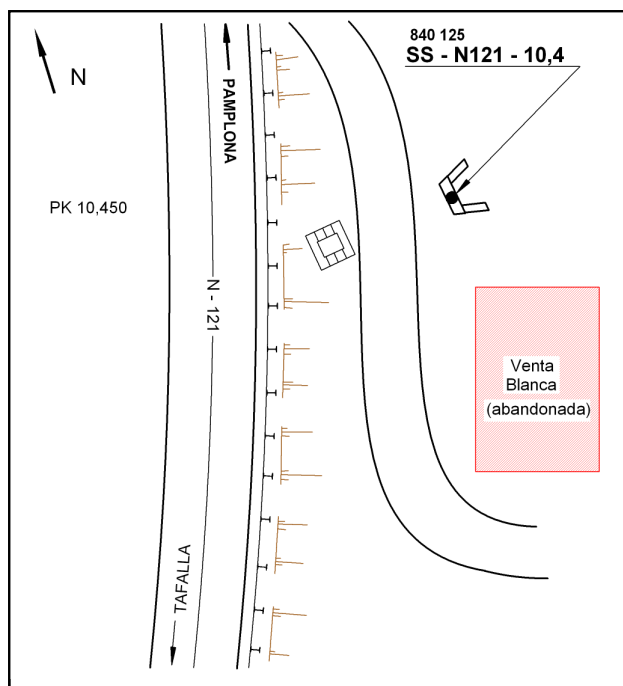 840 125
SS - N121 - 10,4
N
PAMPLONA
PK 10,450
N - 121
Venta
Blanca
(abandonada)
TAFALLA